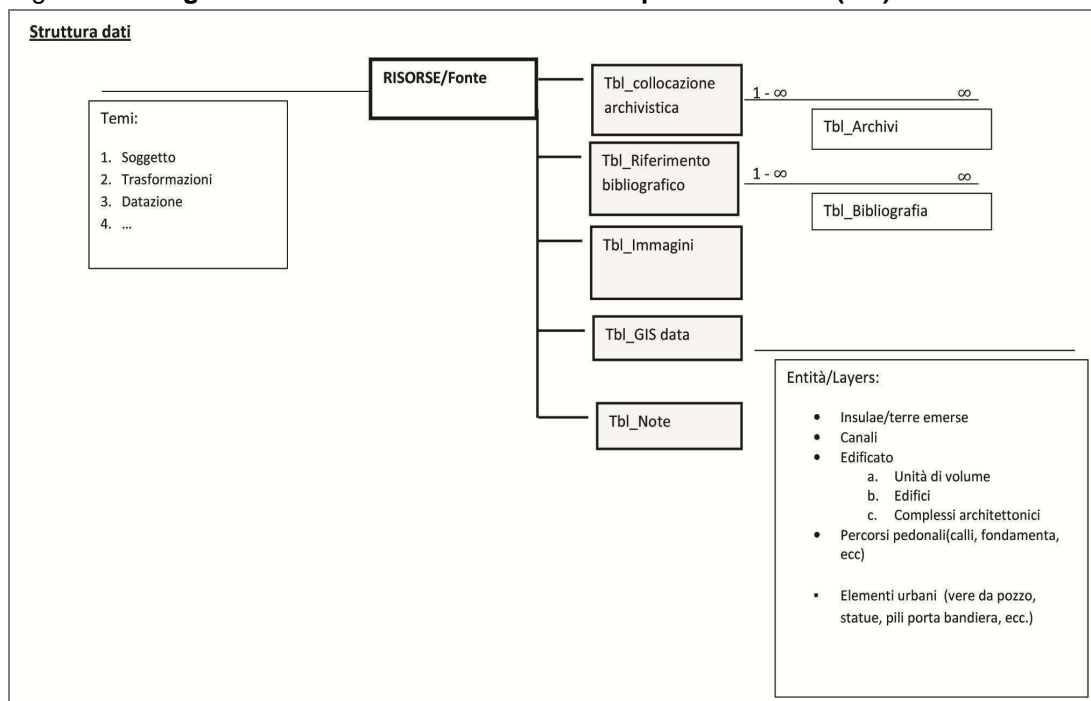 Struttura dati
RISORSE/Fonte
Temi:
1. Soggetto
2. Trasformazioni
3. Datazione
4. ...
Tbl_collocazione
archivistica
1 - ∞ ∞
Tbl_Archivi
Tbl_Riferimento
bibliografico
1 - ∞ ∞
Tbl_Bibliografia
Tbl_Immagini
Tbl_GIS data
Tbl_Note
Entità/Layers:
• Insulae/terre emerse
• Canali
• Edificato
a. Unità di volume
b. Edifici
c. Complessi architettonici
• Percorsi pedonali(calli, fondamenta,
ecc)
▪ Elementi urbani (vere da pozzo,
statue, pili porta bandiera, ecc.)